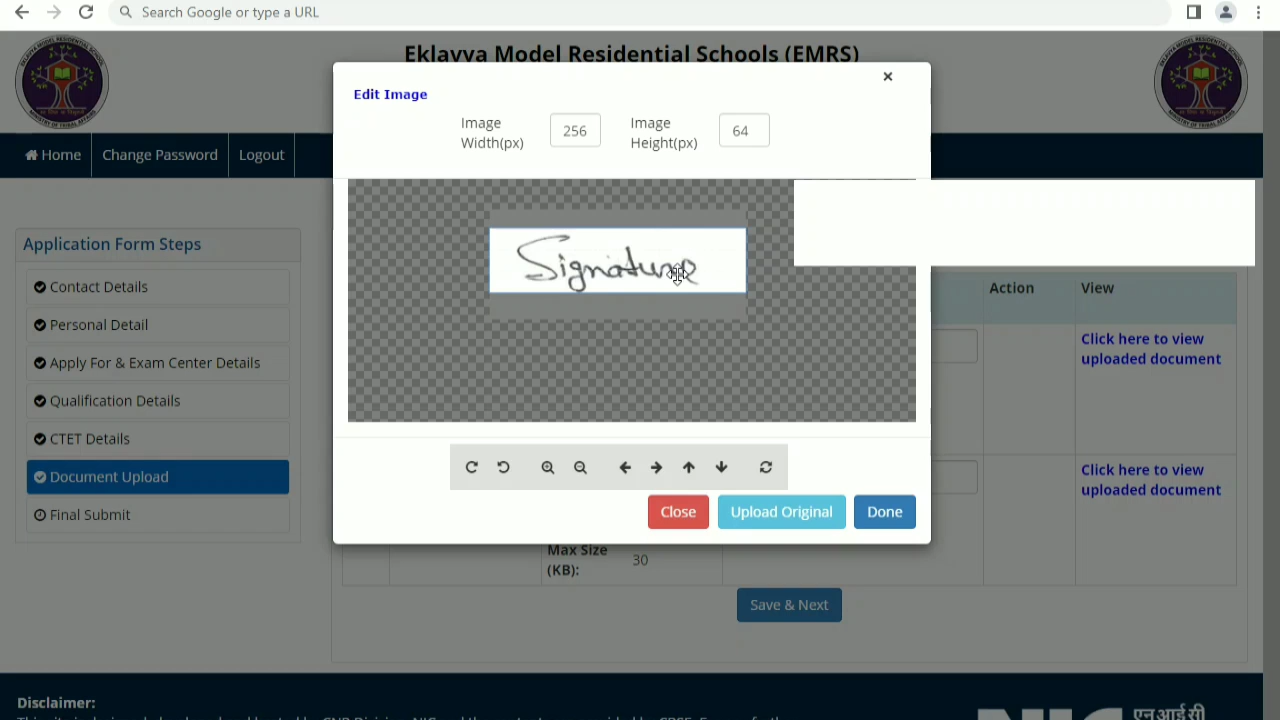 Search Google or type a URL
Eklavya Model Residential Schools (EMRS)
Home
Change Password
Logout
Edit Image
Image Width(px)
256
Image Height(px)
64
Signature
Application Form Steps
Contact Details
Personal Detail
Apply For & Exam Center Details
Qualification Details
CTET Details
Document Upload
Final Submit
Action
View
Click here to view
uploaded document
Click here to view
uploaded document
Close
Upload Original
Done
Max Size
(KB):
30
Save & Next
Disclaimer:
NIC
एन आई सी